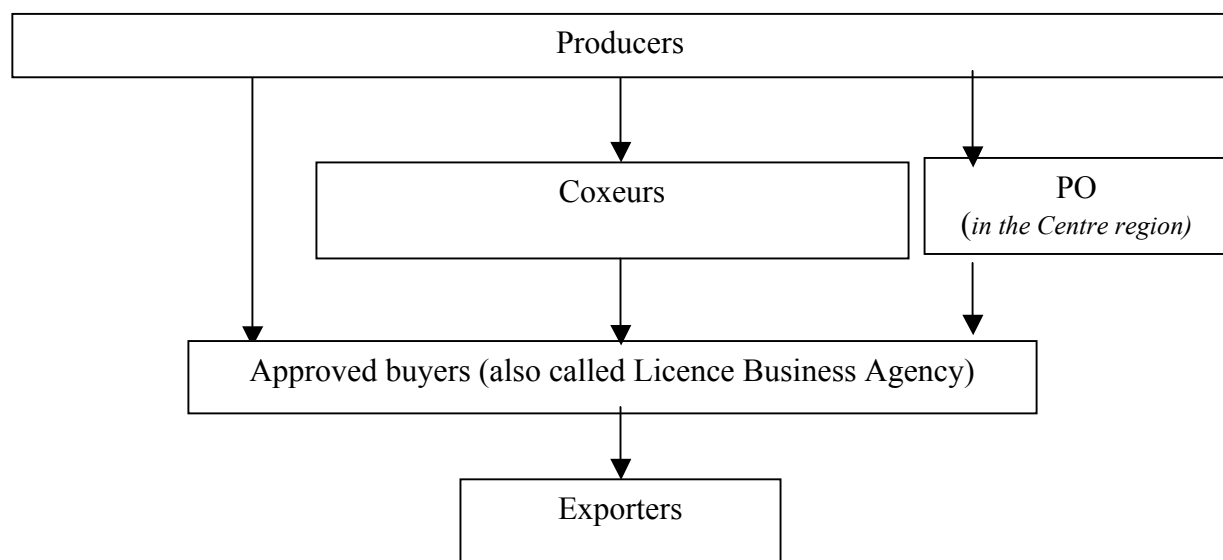 Producers
Coxeurs
PO
(in the Centre region)
Approved buyers (also called Licence Business Agency)
Exporters